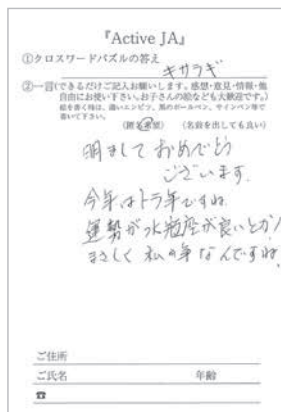 『Active JA』
①クロスワードパズルの答え
キサラギ
②一言(できるだけご記入お願いします。感想・意見・情報・他
自由にお使い下さい。お子さんの絵なども大歓迎です。)
絵を書く時は、濃いエンピツ、黒のボールペン、サインペン等で
書いて下さい。
(匿名希望) (名前を出しても良い)
明ましておめでとう
ございます。
今年はトラ年ですね
運勢が水瓶座が良いとか!
まさしく私の年なんですね
ご住所
ご氏名 年齢
☎